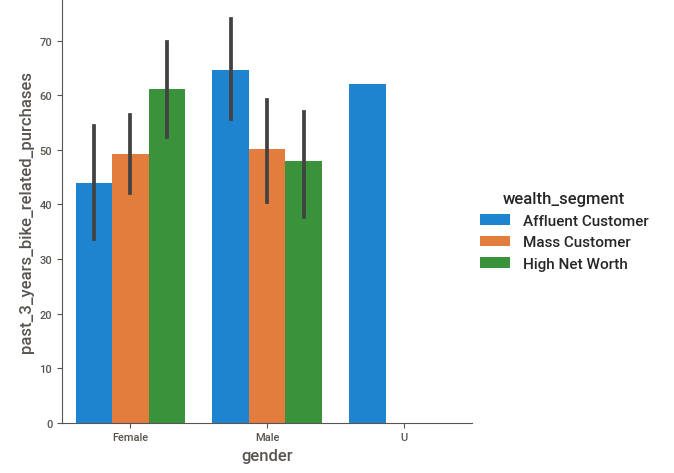 past_3_years_bike_related_purchases
70
60
50
40
30
20
10
0
Female
Male
U
gender
wealth_segment
Affluent Customer
Mass Customer
High Net Worth